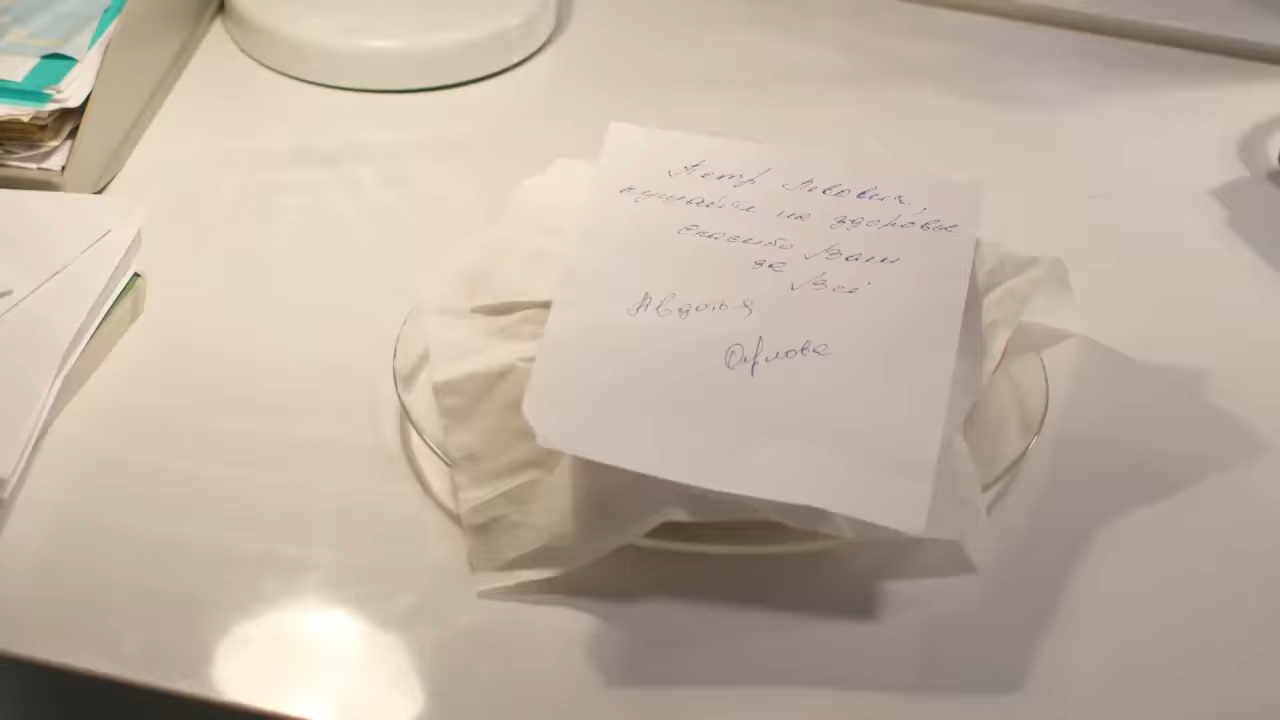 Петр Львович,
кушайте на здоровье
спасибо Вам
за
Всё
Авдотья
Орлова